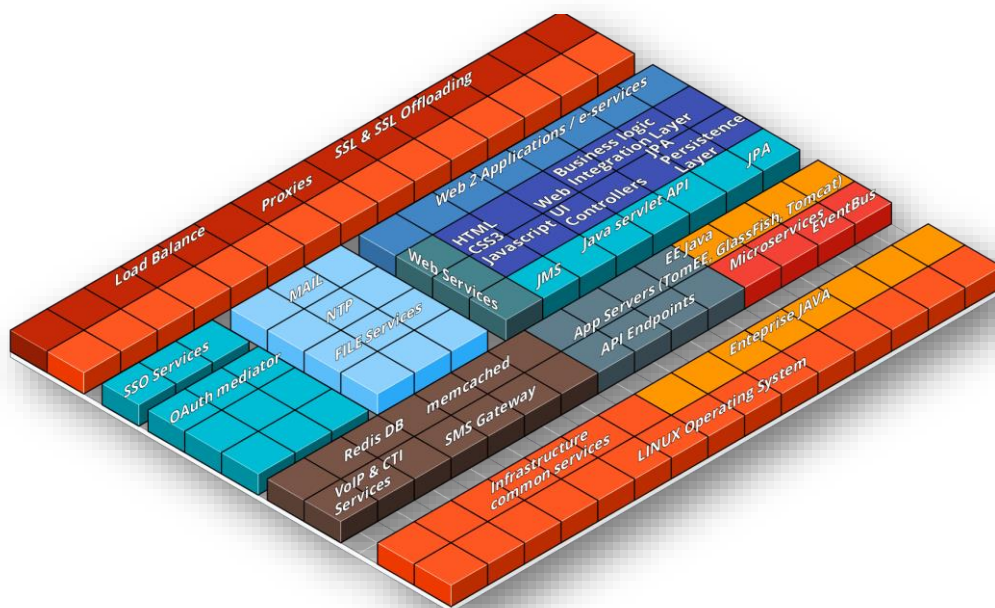 SSL & SSL Offloading
Proxies
Load Balance
Web 2 Applications / e-services
Business logic
Web Integration Layer
JPA
Persistence
Layer
HTML
CSS3
Javascript UI
Controllers
Java servlet API
JPA
JMS
Web Services
MAIL
NTP
FILE Services
SSO Services
OAuth mediator
EE Java
App Servers (TomEE, GlassFish, Tomcat)
Microservices
EventBus
API Endpoints
Redis DB
memcached
VoIP & CTI
Services
SMS Gateway
Enteprise JAVA
Infrastructure
common services
LINUX Operating System